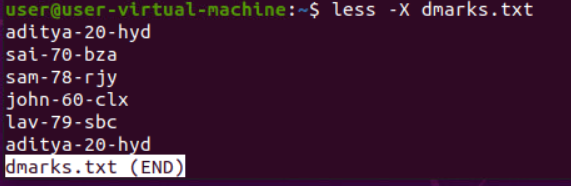 user@user-virtual-machine:~$ less -X dmarks.txt
aditya-20-hyd
sai-70-bza
sam-78-rjy
john-60-clx
lav-79-sbc
aditya-20-hyd
dmarks.txt (END)